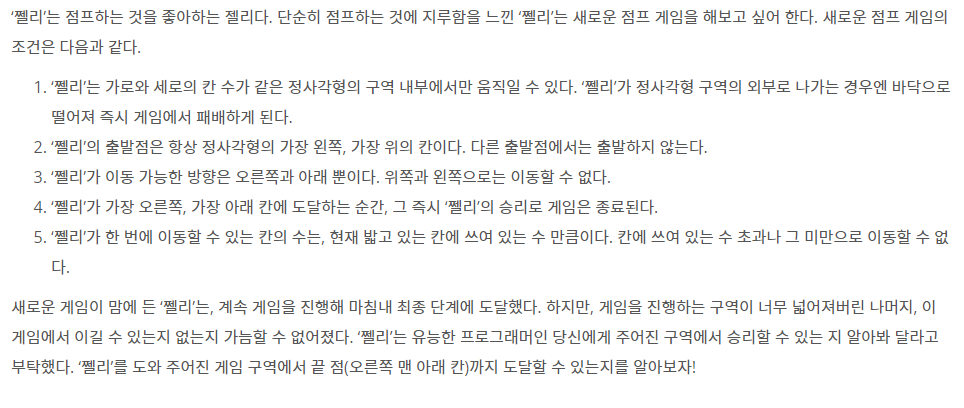 ‘쩰리’는 점프하는 것을 좋아하는 젤리다. 단순히 점프하는 것에 지루함을 느낀 ‘쩰리’는 새로운 점프 게임을 해보고 싶어 한다. 새로운 점프 게임의
조건은 다음과 같다.
1. ‘쩰리’는 가로와 세로의 칸 수가 같은 정사각형의 구역 내부에서만 움직일 수 있다. ‘쩰리’가 정사각형 구역의 외부로 나가는 경우엔 바닥으로
떨어져 즉시 게임에서 패배하게 된다.
2. ‘쩰리’의 출발점은 항상 정사각형의 가장 왼쪽, 가장 위의 칸이다. 다른 출발점에서는 출발하지 않는다.
3. ‘쩰리’가 이동 가능한 방향은 오른쪽과 아래 뿐이다. 위쪽과 왼쪽으로는 이동할 수 없다.
4. ‘쩰리’가 가장 오른쪽, 가장 아래 칸에 도달하는 순간, 그 즉시 ‘쩰리’의 승리로 게임은 종료된다.
5. ‘쩰리’가 한 번에 이동할 수 있는 칸의 수는, 현재 밟고 있는 칸에 쓰여 있는 수 만큼이다. 칸에 쓰여 있는 수 초과나 그 미만으로 이동할 수 없
다.
새로운 게임이 맘에 든 ‘쩰리’는, 계속 게임을 진행해 마침내 최종 단계에 도달했다. 하지만, 게임을 진행하는 구역이 너무 넓어져버린 나머지, 이
게임에서 이길 수 있는지 없는지 가늠할 수 없어졌다. ‘쩰리’는 유능한 프로그래머인 당신에게 주어진 구역에서 승리할 수 있는 지 알아봐 달라고
부탁했다. ‘쩰리’를 도와 주어진 게임 구역에서 끝 점(오른쪽 맨 아래 칸)까지 도달할 수 있는지를 알아보자!